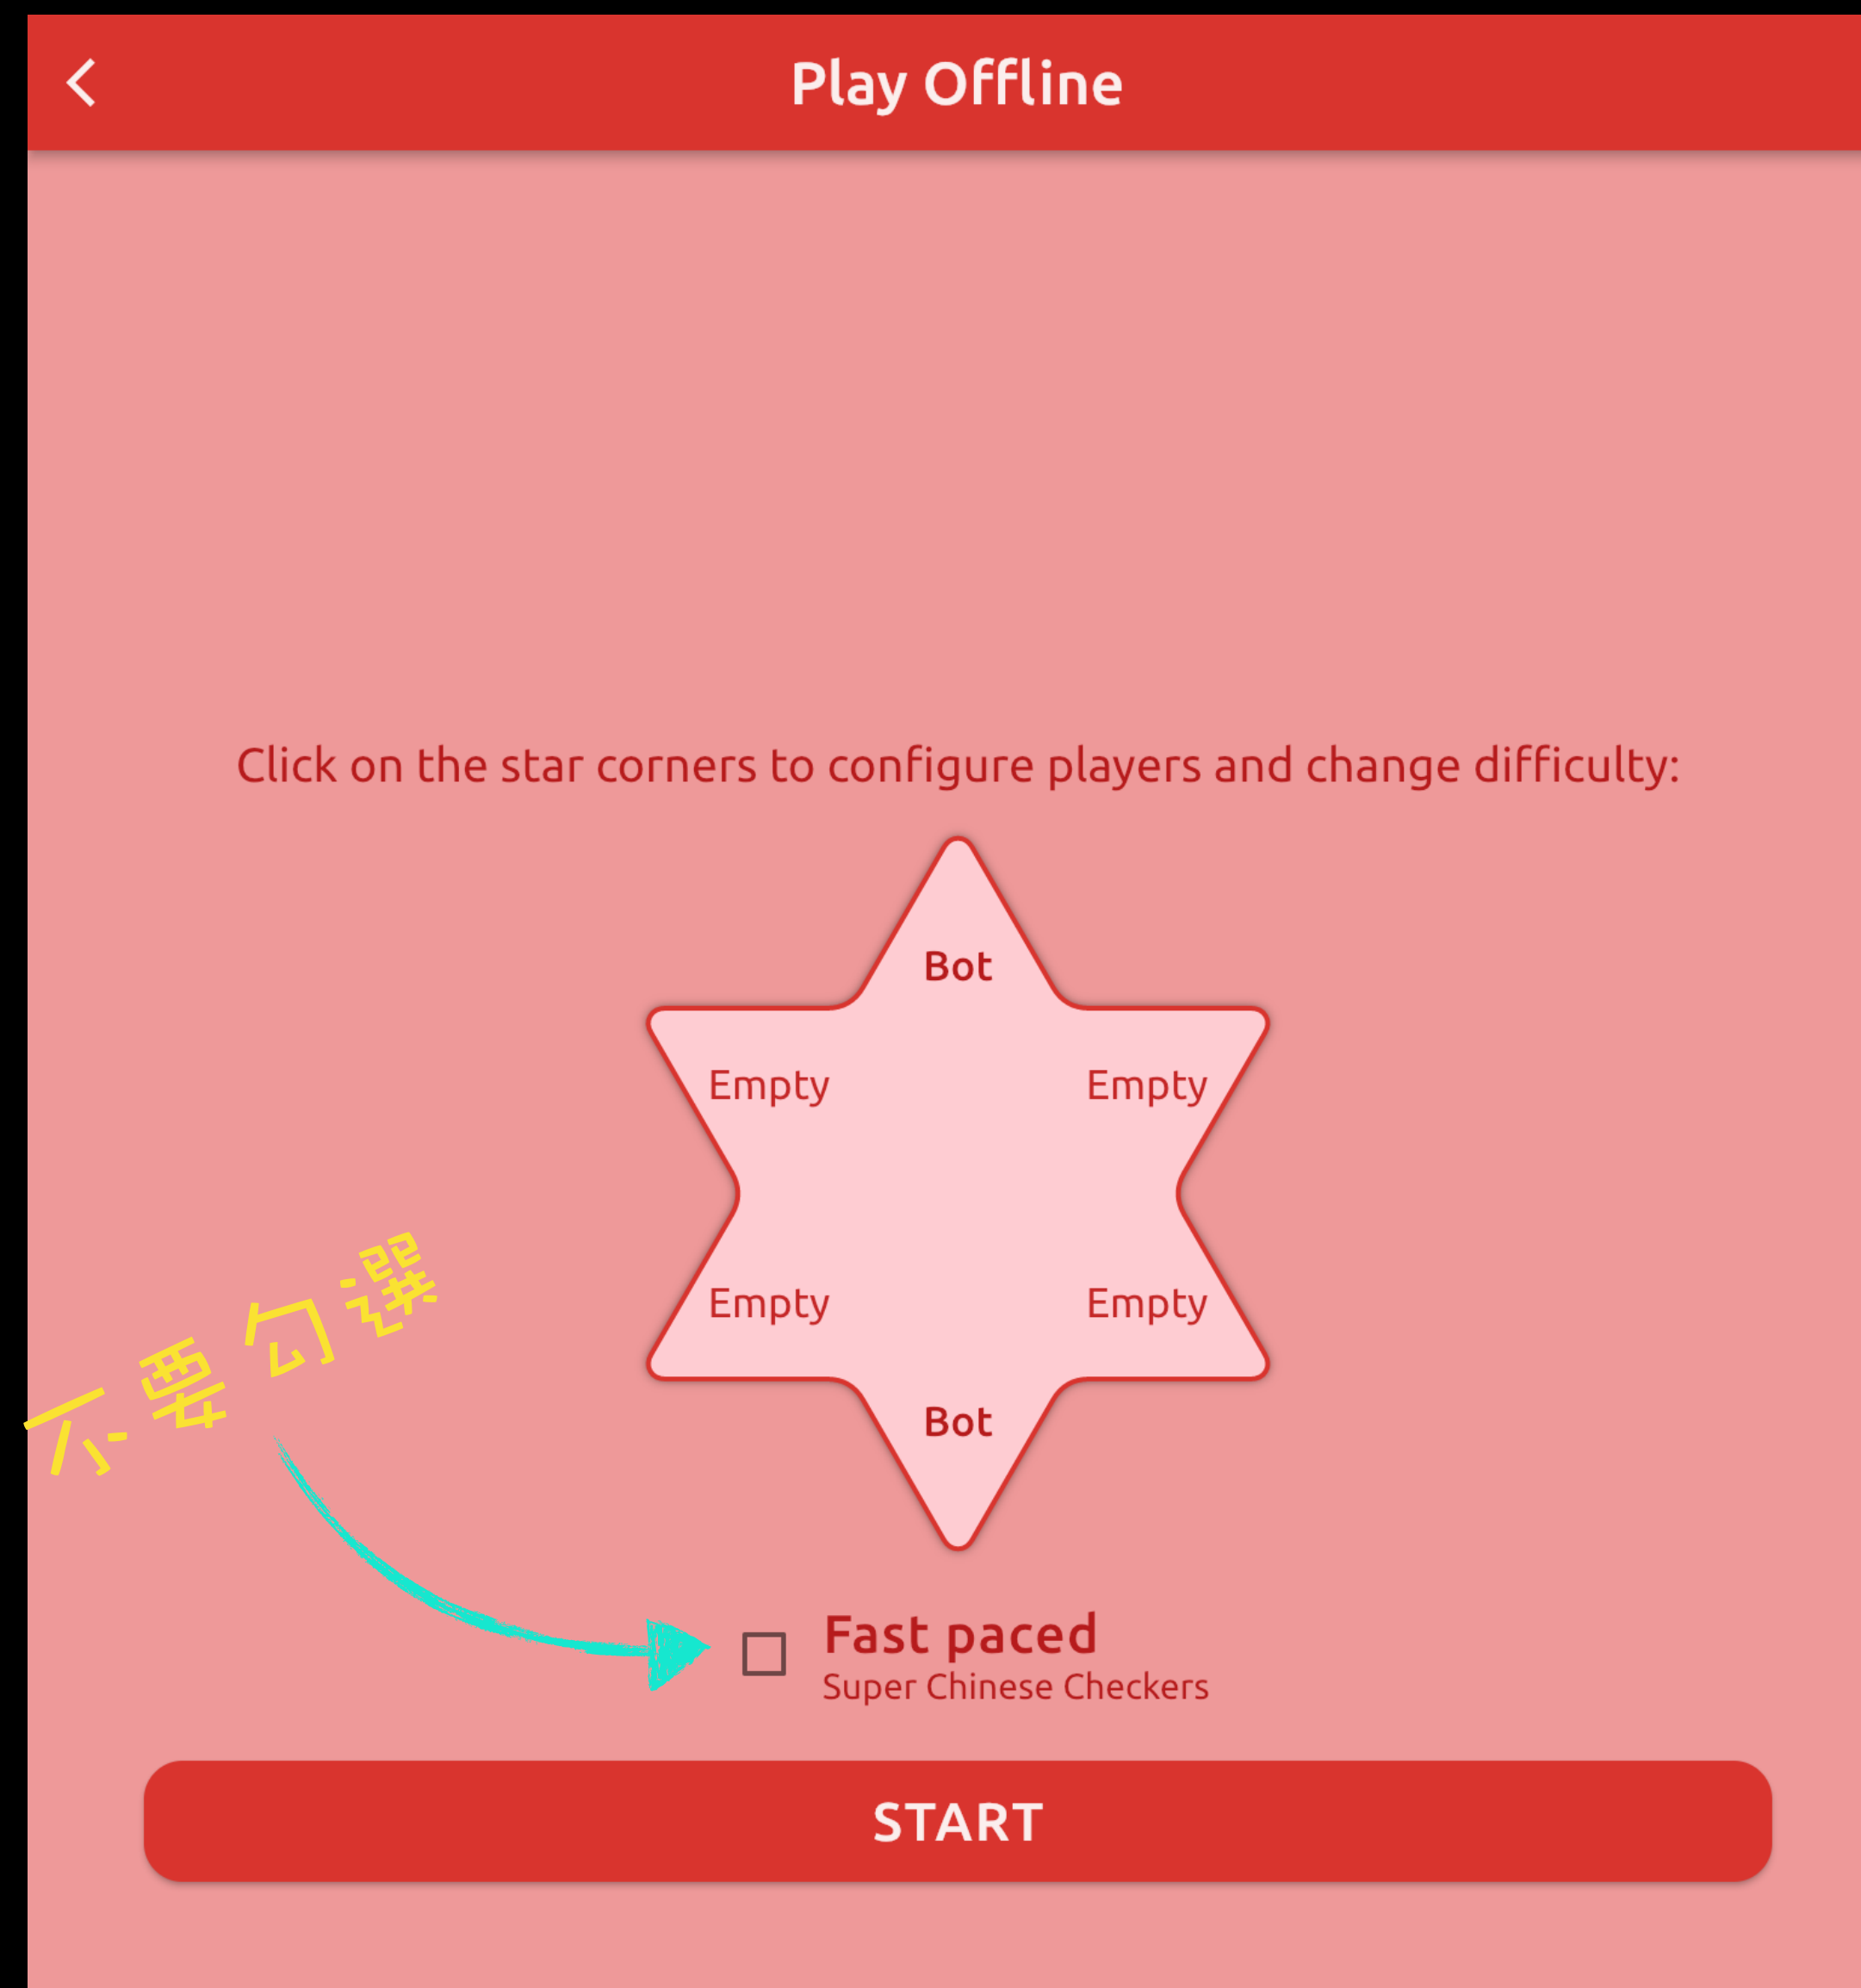 Play Offline
Click on the star corners to configure players and change difficulty:
Bot
Empty Empty
Empty Empty
Bot
不要勾選
Fast paced
Super Chinese Checkers
START